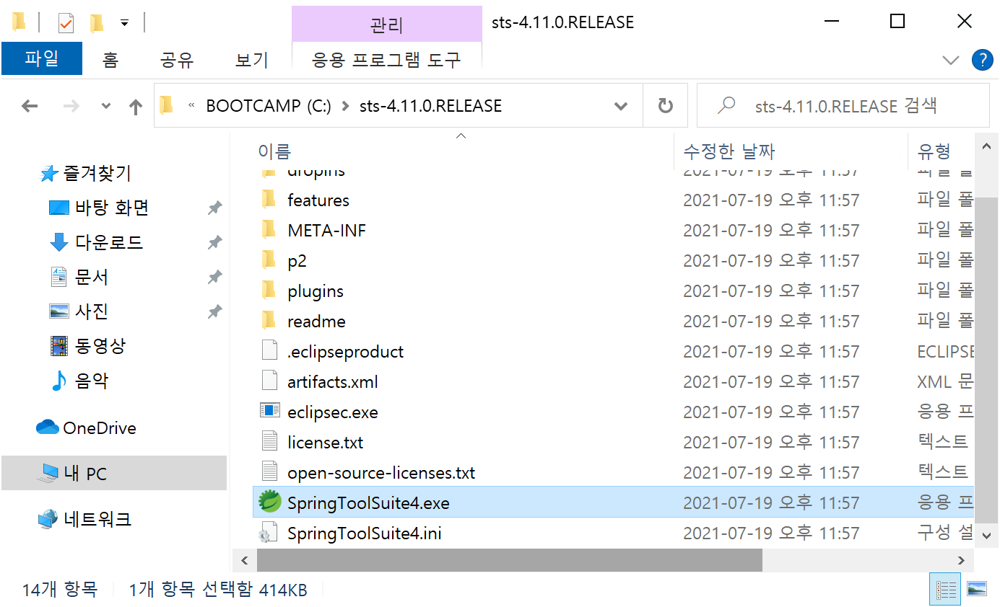 관리
sts-4.11.0.RELEASE
파일
홈
공유
보기
응용 프로그램 도구
?
« BOOTCAMP (C:) > sts-4.11.0.RELEASE
sts-4.11.0.RELEASE 검색
이름
수정한 날짜
유형
즐겨찾기
바탕 화면
다운로드
문서
사진
동영상
음악
OneDrive
내 PC
네트워크
dropins 2021-07-19 오후 11:57 파일 폴
features 2021-07-19 오후 11:57 파일 폴
META-INF 2021-07-19 오후 11:57 파일 폴
p2 2021-07-19 오후 11:57 파일 폴
plugins 2021-07-19 오후 11:57 파일 폴
readme 2021-07-19 오후 11:57 파일 폴
.eclipseproduct 2021-07-19 오후 11:57 ECLIPSE
artifacts.xml 2021-07-19 오후 11:57 XML 문
eclipsec.exe 2021-07-19 오후 11:57 응용 프
license.txt 2021-07-19 오후 11:57 텍스트
open-source-licenses.txt 2021-07-19 오후 11:57 텍스트
SpringToolSuite4.exe 2021-07-19 오후 11:57 응용 프
SpringToolSuite4.ini 2021-07-19 오후 11:57 구성 설
14개 항목
1개 항목 선택함 414KB